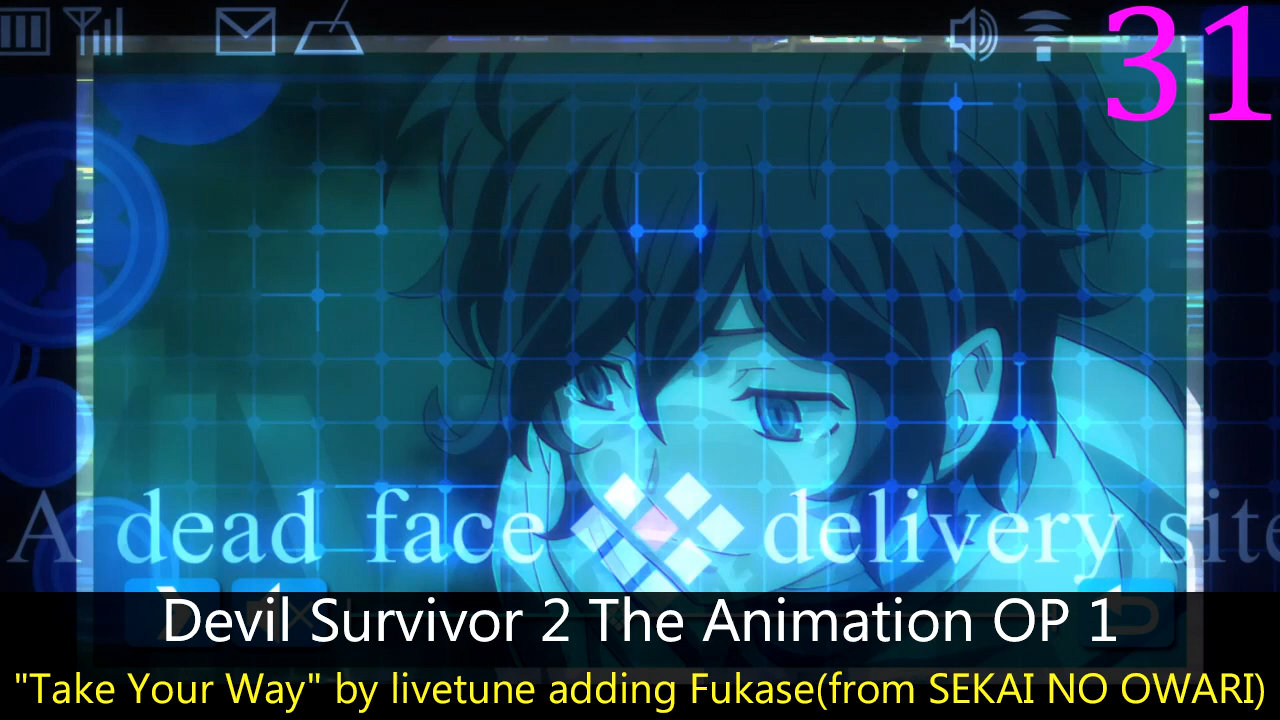 31
A dead face delivery site
Devil Survivor 2 The Animation OP 1
"Take Your Way" by livetune adding Fukase(from SEKAI NO OWARI)